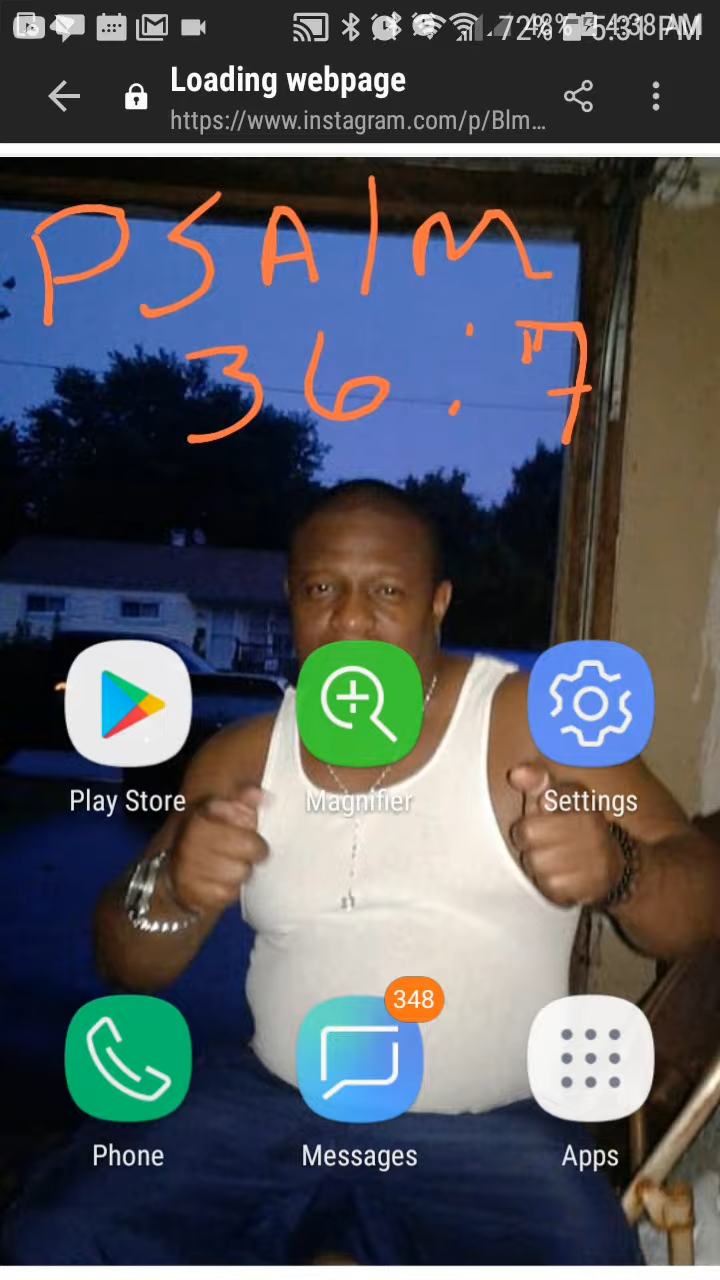 Loading webpage
https://www.instagram.com/p/Blm...
PSAlm
36:7
Play Store
Magnifier
Settings
348
Phone
Messages
Apps